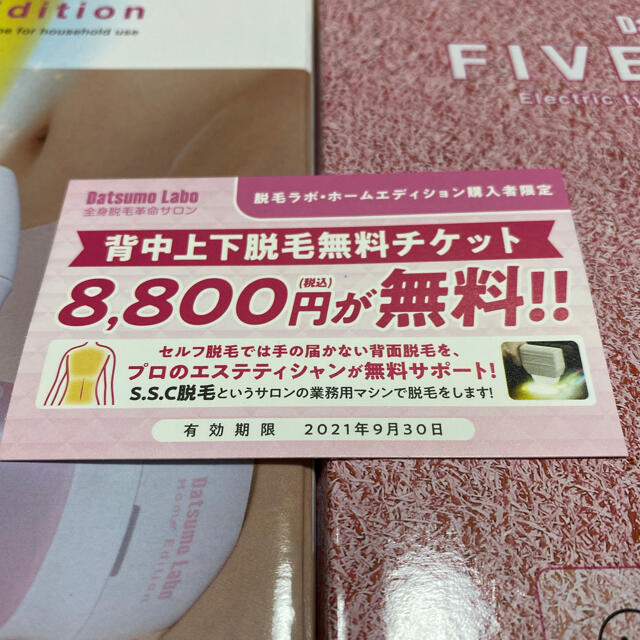 Edition
for household use
FIVE
Electric
Datsumo Labo
全身脱毛革命サロン
脱毛ラボ・ホームエディション購入者限定
背中上下脱毛無料チケット
8,800円(税込)が無料!!
セルフ脱毛では手の届かない背面脱毛を、
プロのエステティシャンが無料サポート!
S.S.C脱毛というサロンの業務用マシンで脱毛をします!
有効期限 2021年9月30日
Datsumo Labo
Home Edition